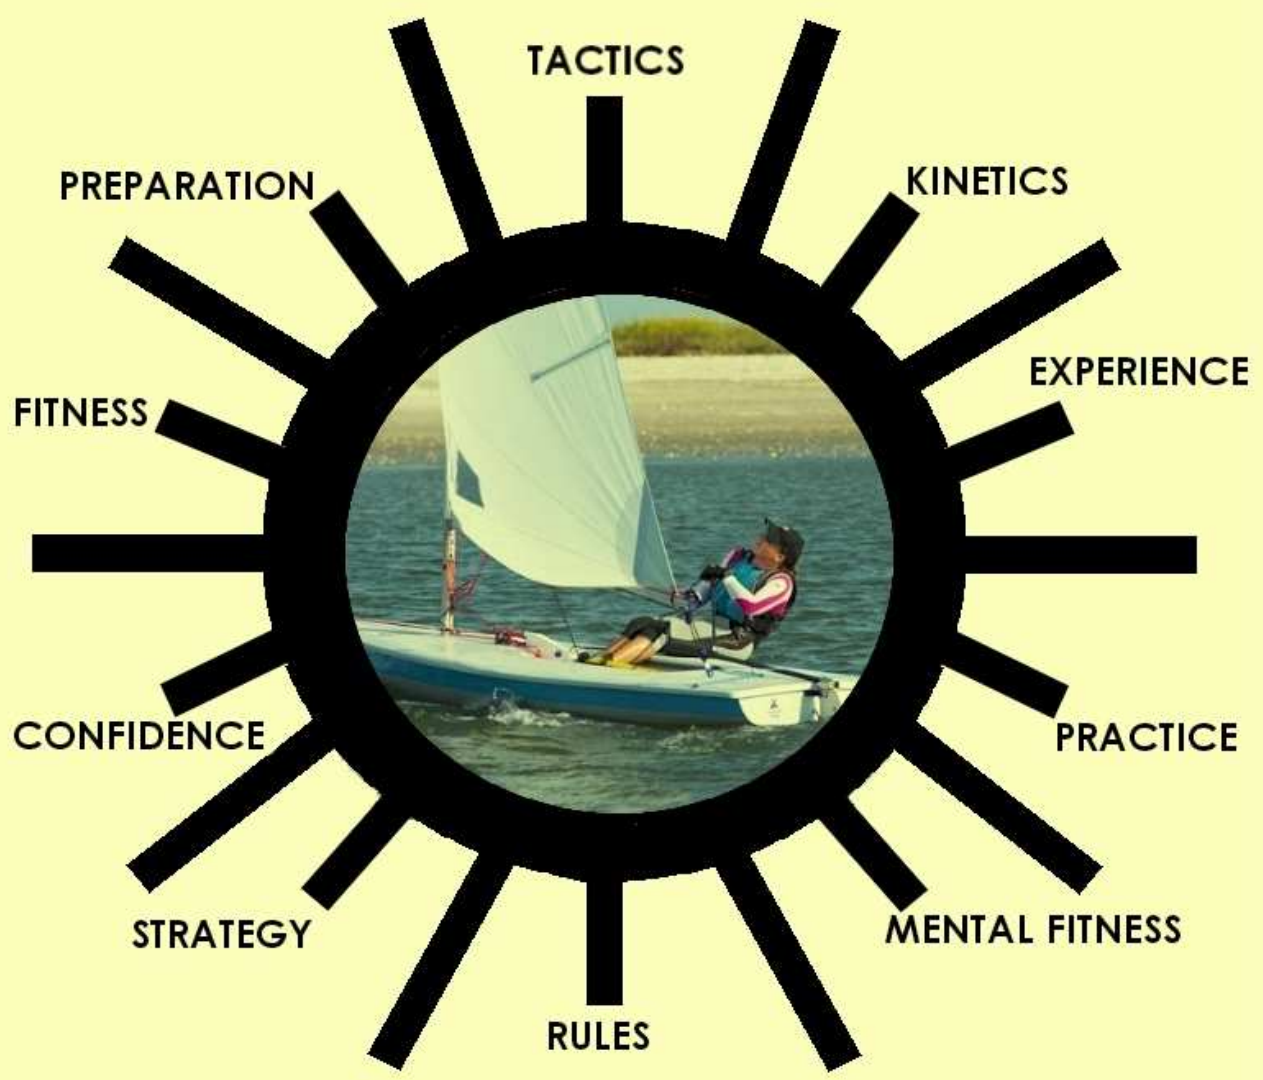 TACTICS
KINETICS
EXPERIENCE
PRACTICE
MENTAL FITNESS
RULES
STRATEGY
CONFIDENCE
FITNESS
PREPARATION